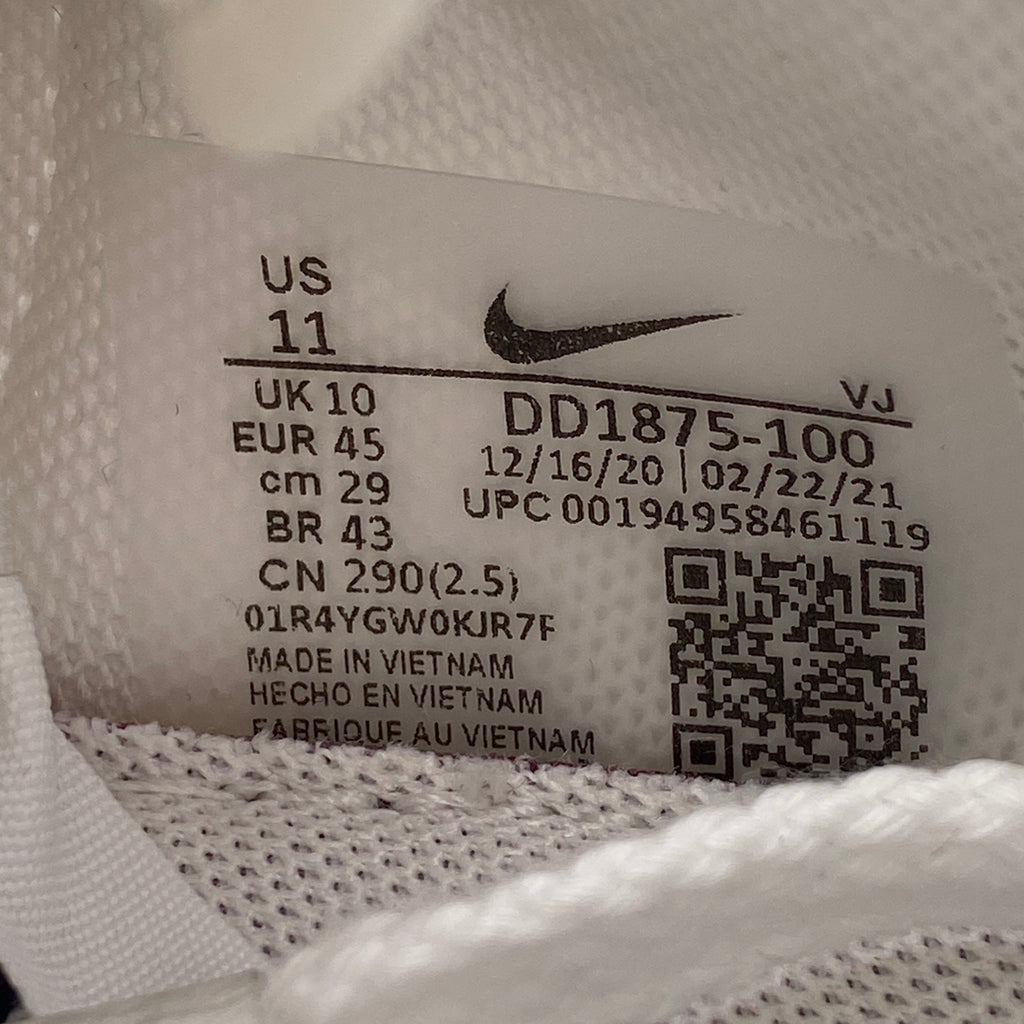 US
11
VJ
UK 10
EUR 45
cm 29
BR 43
CN 290(2.5)
01R4YGW0KJR7F
MADE IN VIETNAM
HECHO EN VIETNAM
FABRIQUE AU VIETNAM
DD1875-100
12/16/20 | 02/22/21
UPC 00194958461119